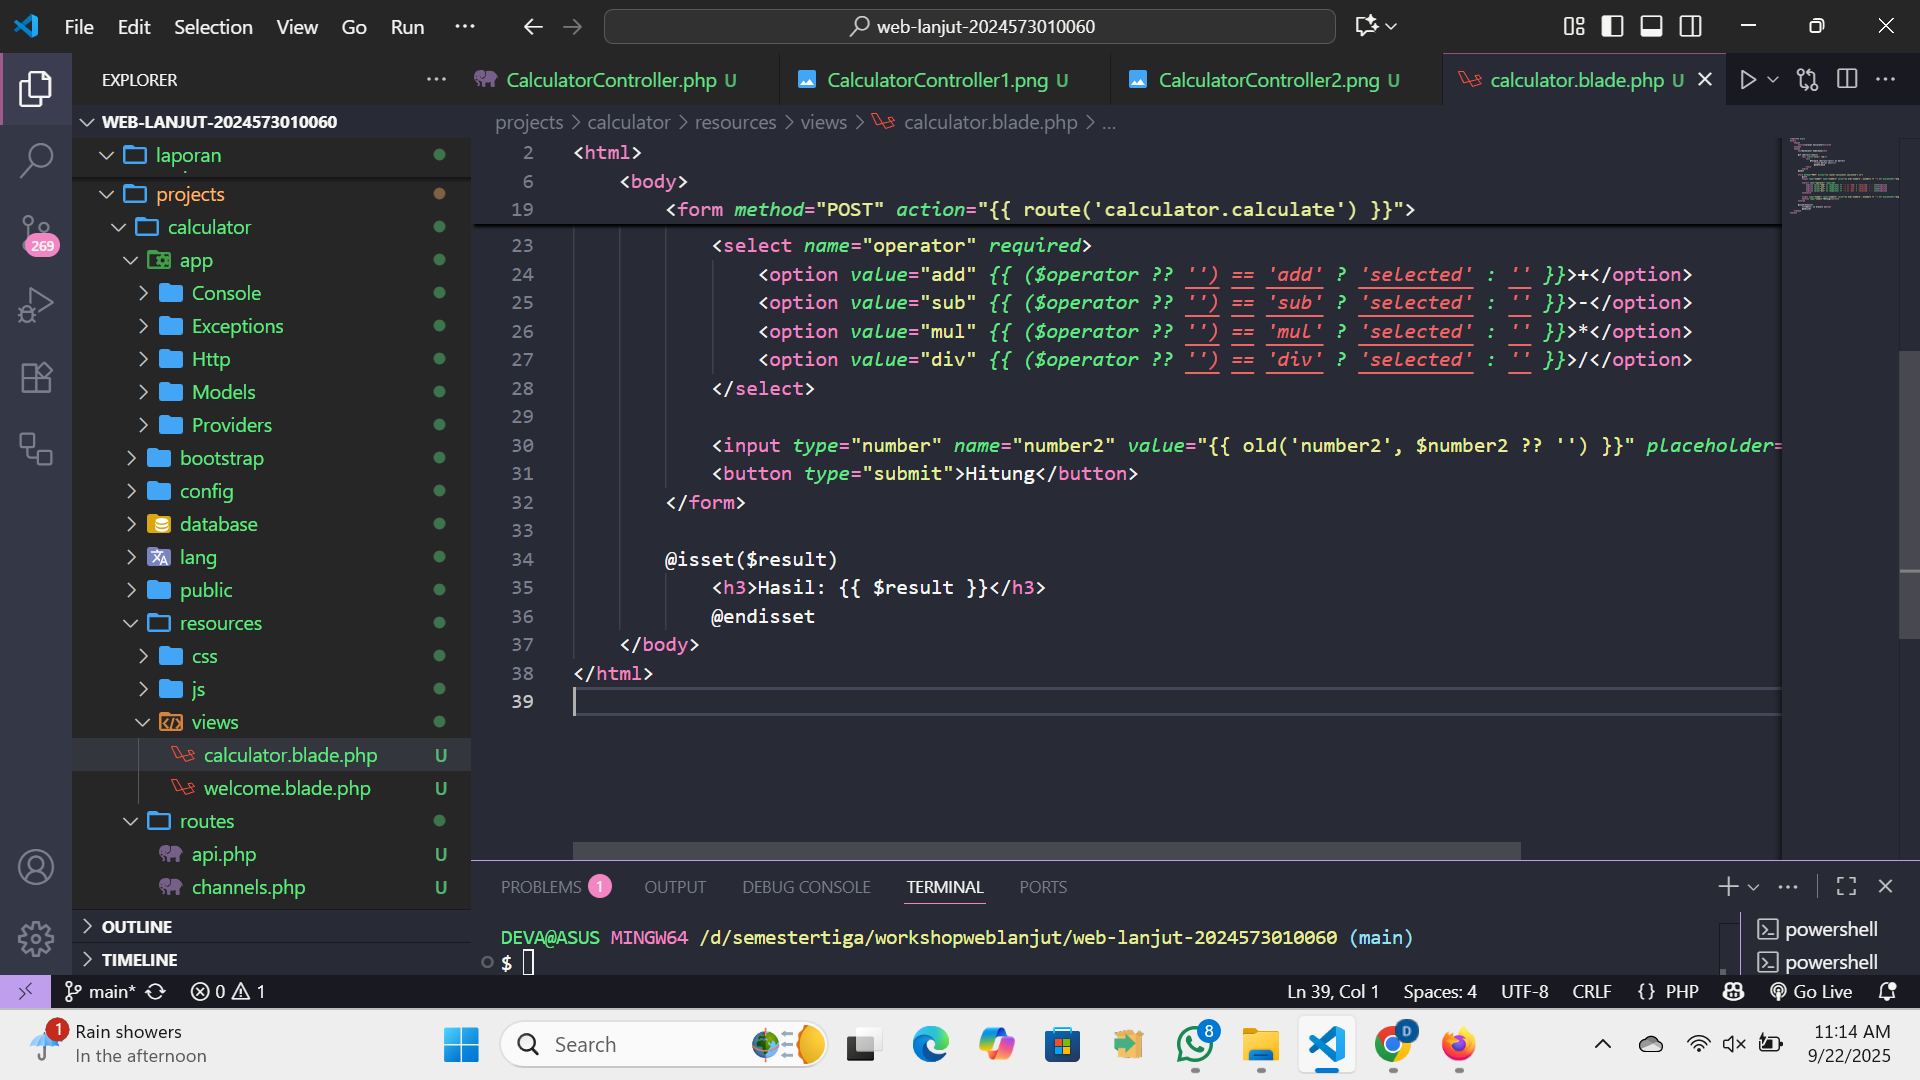 File Edit Selection View Go Run ··· web-lanjut-2024573010060
EXPLORER ···
CalculatorController.php U CalculatorController1.png U CalculatorController2.png U calculator.blade.php U
WEB-LANJUT-2024573010060
projects > calculator > resources > views > calculator.blade.php > ...
laporan
projects
calculator
app
Console
Exceptions
Http
Models
Providers
bootstrap
config
database
lang
public
resources
css
js
views
calculator.blade.php U
welcome.blade.php U
routes
api.php U
channels.php U
OUTLINE
TIMELINE
269
2 <html>
6 <body>
19 <form method="POST" action="{{ route('calculator.calculate') }}">
23 <select name="operator" required>
24 <option value="add" {{ ($operator ?? '') == 'add' ? 'selected' : '' }}>+</option>
25 <option value="sub" {{ ($operator ?? '') == 'sub' ? 'selected' : '' }}>-</option>
26 <option value="mul" {{ ($operator ?? '') == 'mul' ? 'selected' : '' }}>*</option>
27 <option value="div" {{ ($operator ?? '') == 'div' ? 'selected' : '' }}>/</option>
28 </select>
29
30 <input type="number" name="number2" value="{{ old('number2', $number2 ?? '') }}" placeholder=
31 <button type="submit">Hitung</button>
32 </form>
33
34 @isset($result)
35 <h3>Hasil: {{ $result }}</h3>
36 @endisset
37 </body>
38 </html>
39
PROBLEMS 1 OUTPUT DEBUG CONSOLE TERMINAL PORTS
DEVA@ASUS MINGW64 /d/semestertiga/workshopweblanjut/web-lanjut-2024573010060 (main)
$
powershell
powershell
main* 0 1 Ln 39, Col 1 Spaces: 4 UTF-8 CRLF {} PHP Go Live
1 Rain showers
In the afternoon
Search
8
D
11:14 AM
9/22/2025